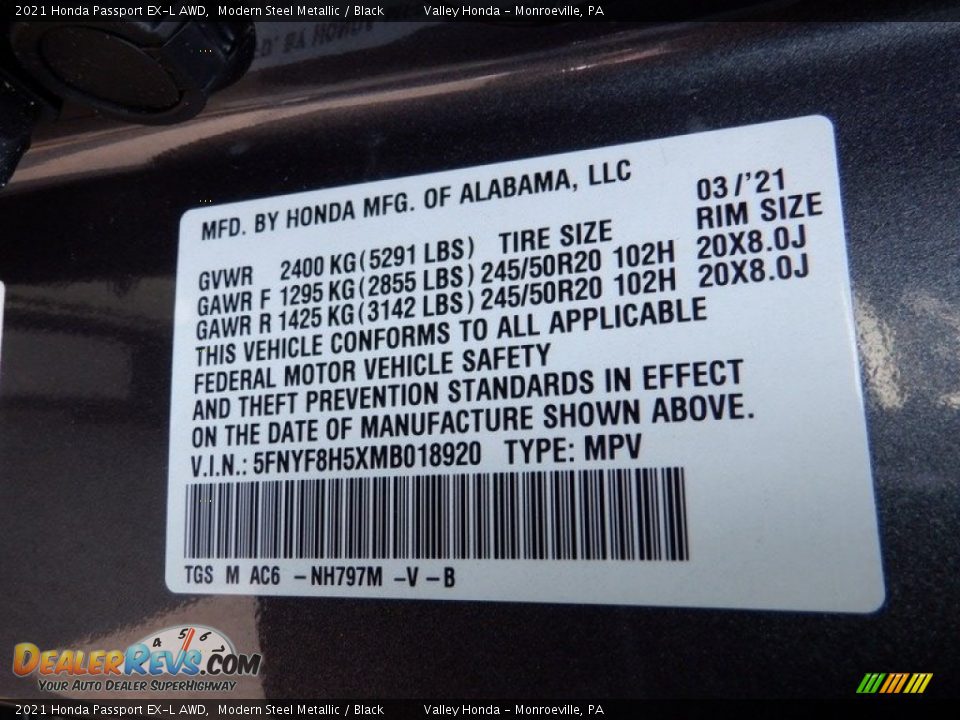 2021 Honda Passport EX-L AWD,  Modern Steel Metallic / Black  Valley Honda - Monroeville, PA
MFD. BY HONDA MFG. OF ALABAMA, LLC  03/'21
GVWR  2400 KG (5291 LBS)  TIRE SIZE  RIM SIZE
GAWR F 1295 KG (2855 LBS) 245/50R20 102H  20X8.0J
GAWR R 1425 KG (3142 LBS) 245/50R20 102H  20X8.0J
THIS VEHICLE CONFORMS TO ALL APPLICABLE
FEDERAL MOTOR VEHICLE SAFETY
AND THEFT PREVENTION STANDARDS IN EFFECT
ON THE DATE OF MANUFACTURE SHOWN ABOVE.
V.I.N.: 5FNYF8H5XMB018920  TYPE: MPV
TGS M AC6 -NH797M -V -B
4 5 6
DEALERREVS.COM
YOUR AUTO DEALER SUPERHIGHWAY
2021 Honda Passport EX-L AWD,  Modern Steel Metallic / Black  Valley Honda - Monroeville, PA